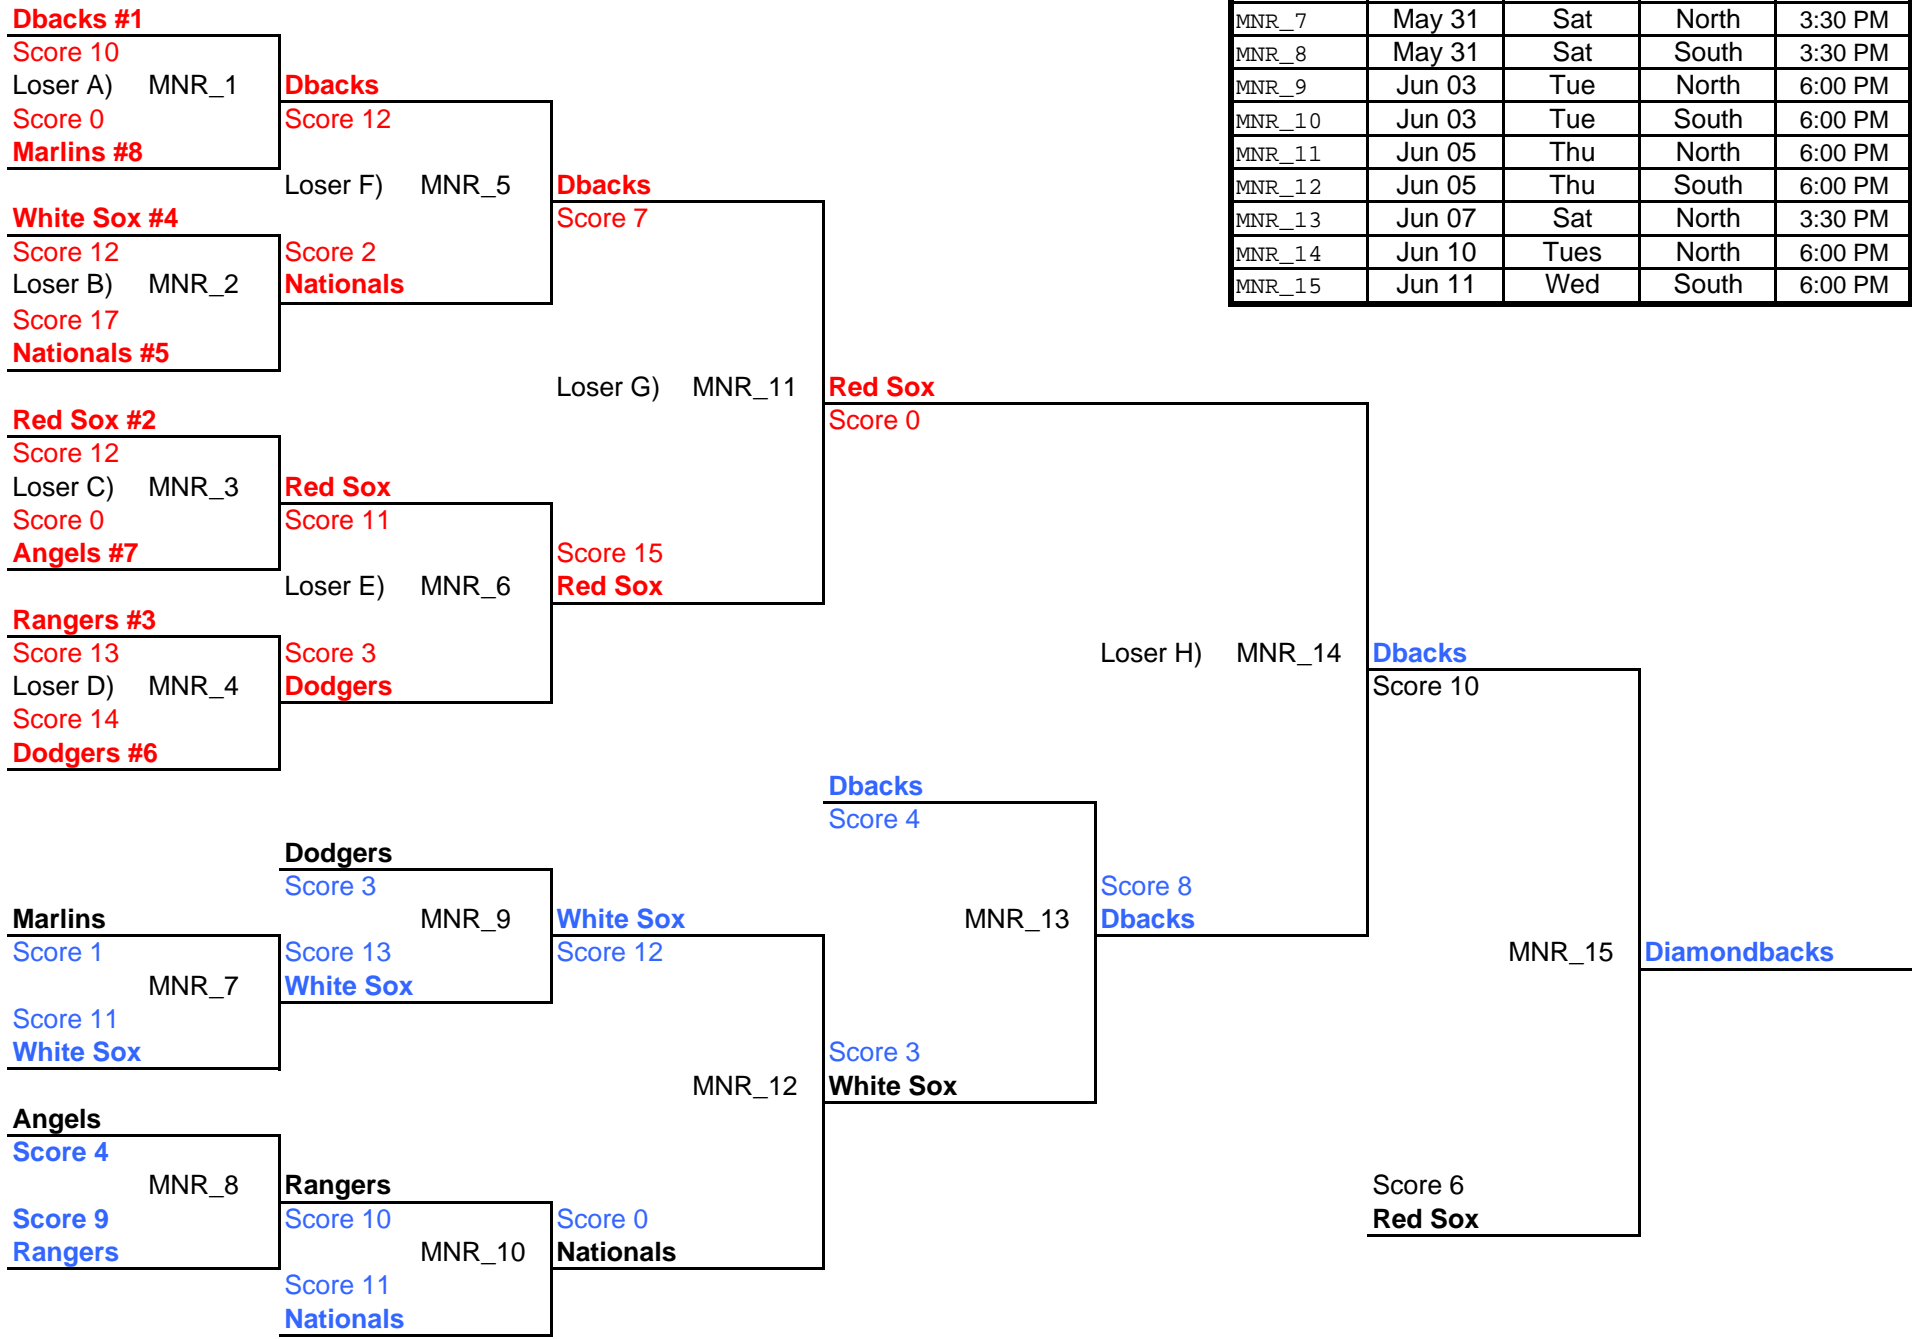 Dbacks #1
Score 10
Loser A) MNR_1
Score 0
Marlins #8
White Sox #4
Score 12
Loser B) MNR_2
Score 17
Nationals #5
Red Sox #2
Score 12
Loser C) MNR_3
Score 0
Angels #7
Rangers #3
Score 13
Loser D) MNR_4
Score 14
Dodgers #6
Dbacks
Score 12
Loser F) MNR_5
Score 2
Nationals
Red Sox
Score 11
Loser E) MNR_6
Score 3
Dodgers
Dbacks
Score 7
Loser G) MNR_11
Score 15
Red Sox
Red Sox
Score 0
Loser H) MNR_14
Score 8
Dbacks
Dbacks
Score 10
MNR_15
Score 6
Red Sox
Diamondbacks
Marlins
Score 1
MNR_7
Score 11
White Sox
Angels
Score 4
MNR_8
Score 9
Rangers
Dodgers
Score 3
MNR_9
Score 13
White Sox
Rangers
Score 10
MNR_10
Score 11
Nationals
White Sox
Score 12
MNR_12
Score 0
Nationals
Dbacks
Score 4
MNR_13
Score 3
White Sox
MNR_7 May 31 Sat North 3:30 PM
MNR_8 May 31 Sat South 3:30 PM
MNR_9 Jun 03 Tue North 6:00 PM
MNR_10 Jun 03 Tue South 6:00 PM
MNR_11 Jun 05 Thu North 6:00 PM
MNR_12 Jun 05 Thu South 6:00 PM
MNR_13 Jun 07 Sat North 3:30 PM
MNR_14 Jun 10 Tues North 6:00 PM
MNR_15 Jun 11 Wed South 6:00 PM